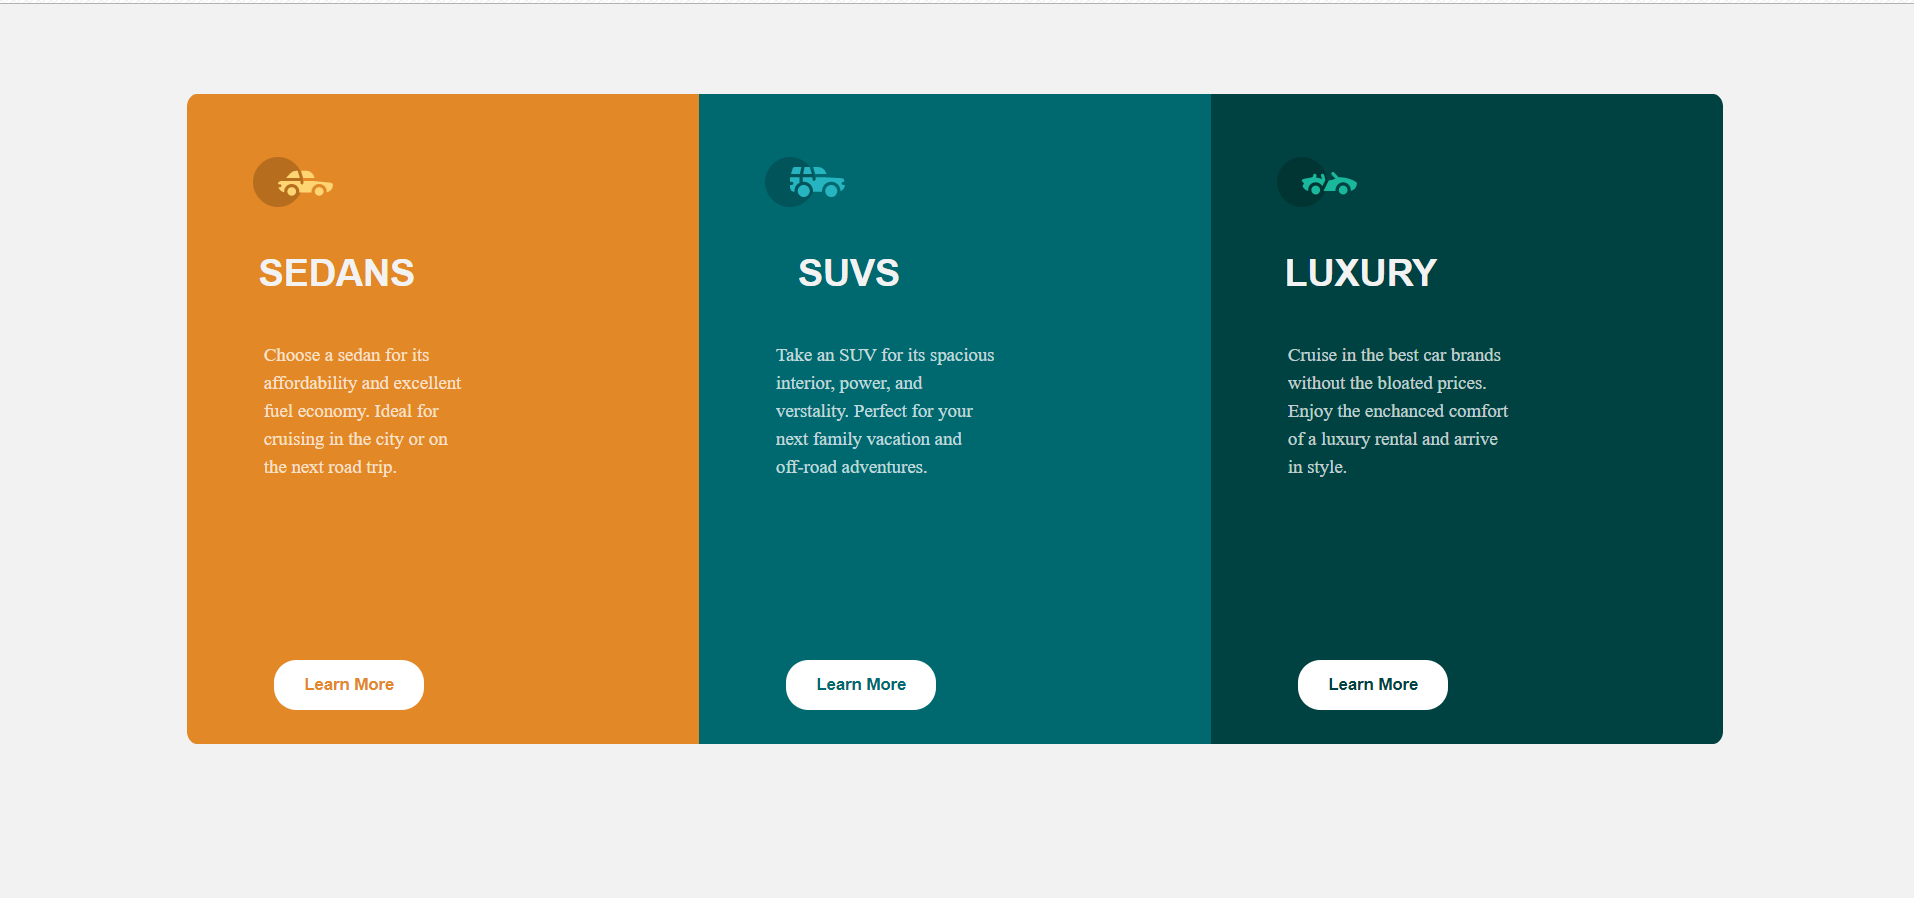 SEDANS
Choose a sedan for its
affordability and excellent
fuel economy. Ideal for
cruising in the city or on
the next road trip.
Learn More
SUVS
Take an SUV for its spacious
interior, power, and
verstality. Perfect for your
next family vacation and
off-road adventures.
Learn More
LUXURY
Cruise in the best car brands
without the bloated prices.
Enjoy the enchanced comfort
of a luxury rental and arrive
in style.
Learn More